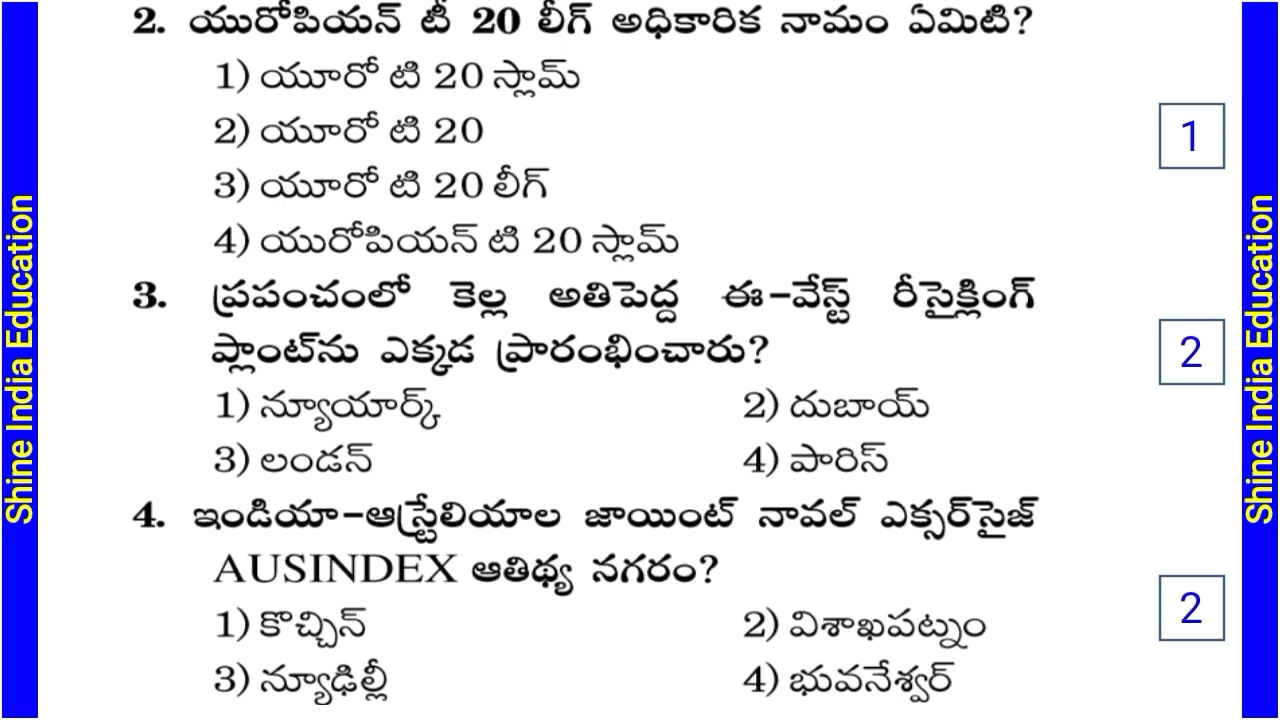 2. యురోపియన్ టీ 20 లీగ్ అధికారిక నామం ఏమిటి?
1) యూరో టి 20 స్లామ్
2) యూరో టి 20
1
3) యూరో టి 20 లీగ్
4) యురోపియన్ టి 20 స్లామ్
3. ప్రపంచంలో కెల్ల అతిపెద్ద ఈ-వేస్ట్ రీసైక్లింగ్
ప్లాంట్‌ను ఎక్కడ ప్రారంభించారు?
2
1) న్యూయార్క్ 2) దుబాయ్
3) లండన్ 4) పారిస్
4. ఇండియా-ఆస్ట్రేలియాల జాయింట్ నావల్ ఎక్సర్‌సైజ్
AUSINDEX ఆతిథ్య నగరం?
2
1) కొచ్చిన్ 2) విశాఖపట్నం
3) న్యూఢిల్లీ 4) భువనేశ్వర్
Shine India Education
Shine India Education